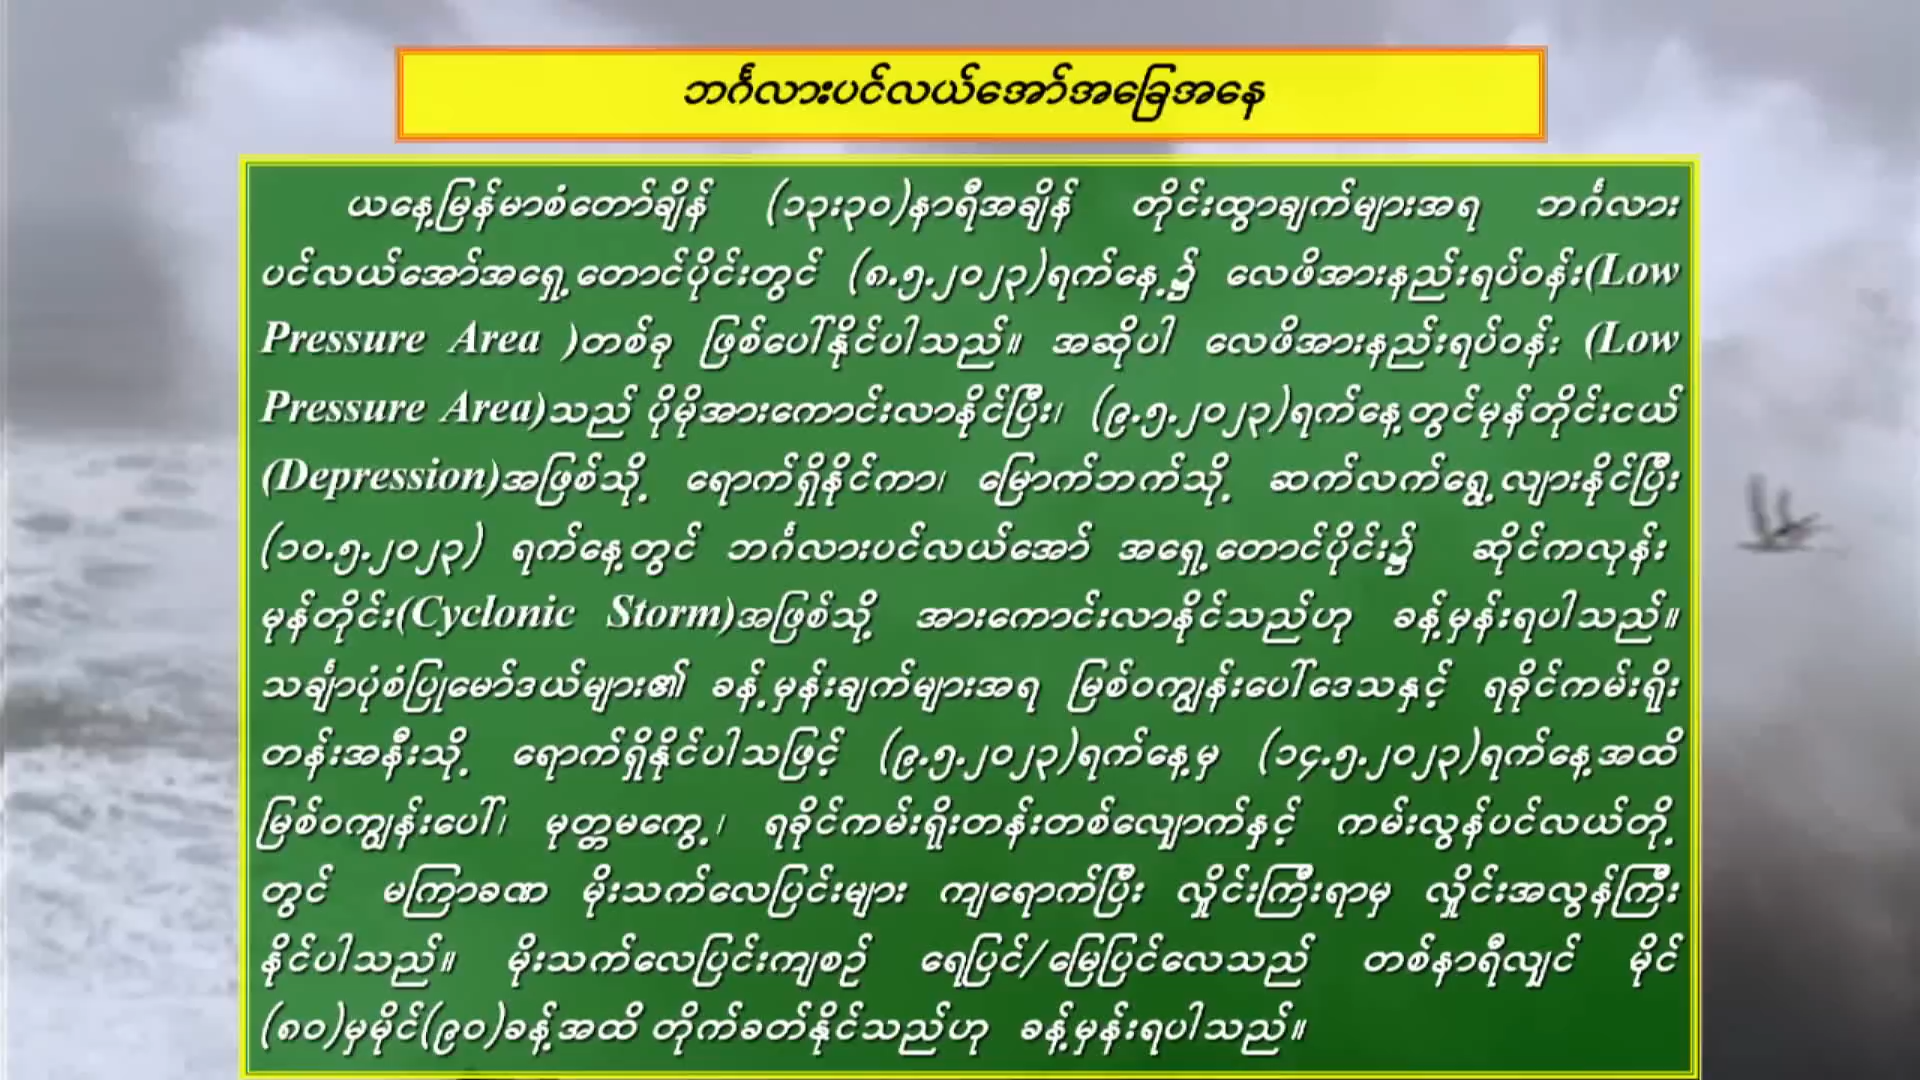 ဘင်္ဂလားပင်လယ်အော်အခြေအနေ
ယနေ့မြန်မာစံတော်ချိန် (၁၃း၃၀)နာရီအချိန် တိုင်းထွာချက်များအရ ဘင်္ဂလား
ပင်လယ်အော်အရှေ့တောင်ပိုင်းတွင် (၈.၅.၂၀၂၃)ရက်နေ့၌ လေဖိအားနည်းရပ်ဝန်း(Low
Pressure Area )တစ်ခု ဖြစ်ပေါ်နိုင်ပါသည်။ အဆိုပါ လေဖိအားနည်းရပ်ဝန်း (Low
Pressure Area)သည် ပိုမိုအားကောင်းလာနိုင်ပြီး၊ (၉.၅.၂၀၂၃)ရက်နေ့တွင်မုန်တိုင်းငယ်
(Depression)အဖြစ်သို့ ရောက်ရှိနိုင်ကာ၊ မြောက်ဘက်သို့ ဆက်လက်ရွေ့လျားနိုင်ပြီး
(၁၀.၅.၂၀၂၃) ရက်နေ့တွင် ဘင်္ဂလားပင်လယ်အော် အရှေ့တောင်ပိုင်း၌ ဆိုင်ကလုန်း
မုန်တိုင်း(Cyclonic Storm)အဖြစ်သို့ အားကောင်းလာနိုင်သည်ဟု ခန့်မှန်းရပါသည်။
သင်္ချာပုံစံပြုမော်ဒယ်များ၏ ခန့်မှန်းချက်များအရ မြစ်ဝကျွန်းပေါ်ဒေသနှင့် ရခိုင်ကမ်းရိုး
တန်းအနီးသို့ ရောက်ရှိနိုင်ပါသဖြင့် (၉.၅.၂၀၂၃)ရက်နေ့မှ (၁၄.၅.၂၀၂၃)ရက်နေ့အထိ
မြစ်ဝကျွန်းပေါ်၊ မုတ္တမကွေ့၊ ရခိုင်ကမ်းရိုးတန်းတစ်လျှောက်နှင့် ကမ်းလွန်ပင်လယ်တို့
တွင် မကြာခဏ မိုးသက်လေပြင်းများ ကျရောက်ပြီး လှိုင်းကြီးရာမှ လှိုင်းအလွန်ကြီး
နိုင်ပါသည်။ မိုးသက်လေပြင်းကျစဉ် ရေပြင်/မြေပြင်လေသည် တစ်နာရီလျှင် မိုင်
(၈၀)မှမိုင်(၉၀)ခန့်အထိ တိုက်ခတ်နိုင်သည်ဟု ခန့်မှန်းရပါသည်။